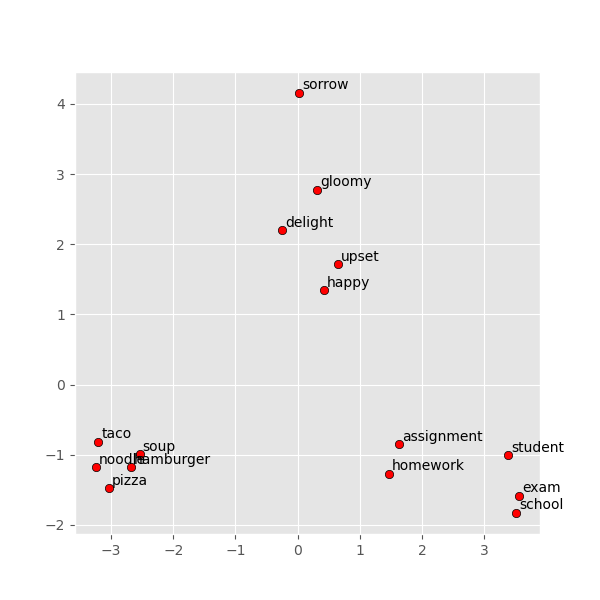 sorrow
4
gloomy
3
delight
2
upset
happy
1
0
taco
assignment
soup
student
−1
noodle
hamburger
homework
pizza
exam
school
−2
−3 −2 −1 0 1 2 3